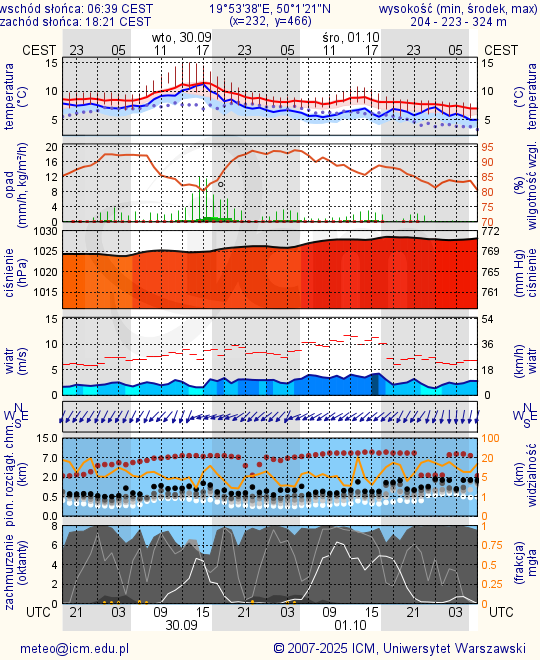 wschód słońca: 06:39 CEST
zachód słońca: 18:21 CEST
19°53'38"E, 50°1'21"N
(x=232, y=466)
wysokość (min, środek, max)
204 - 223 - 324 m
wto, 30.09
śro, 01.10
CEST 23 05 11 17 23 05 11 17 23 05 CEST
temperatura
(°C)
15
10
5
15
10
5
temperatura
(°C)
opad
(mm/h, kg/m²/h)
20
16
12
8
4
0
95
90
85
80
75
70
(%)
wilgotność wzgl.
ciśnienie
(hPa)
1030
1025
1020
1015
772
769
765
761
(mm Hg)
ciśnienie
wiatr
(m/s)
15
10
5
0
54
36
18
0
(km/h)
wiatr
N
W E
S
N
W E
S
pion. rozciągł. chm.
(km)
15.0
7.0
2.0
0.5
0.0
100
20
5
1
0
(km)
widzialność
zachmurzenie
(oktanty)
8
6
4
2
0
1
0.75
0.5
0.25
0
(frakcja)
mgła
UTC 21 03 09 15 21 03 09 15 21 03 UTC
30.09
01.10
meteo@icm.edu.pl
© 2007-2025 ICM, Uniwersytet Warszawski